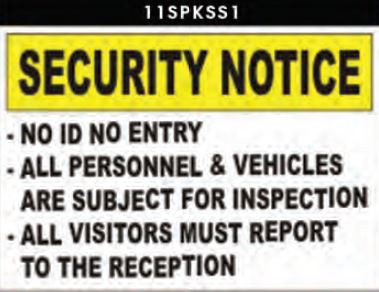 11SPKSS1
SECURITY NOTICE
- NO ID NO ENTRY
- ALL PERSONNEL & VEHICLES
ARE SUBJECT FOR INSPECTION
- ALL VISITORS MUST REPORT
TO THE RECEPTION